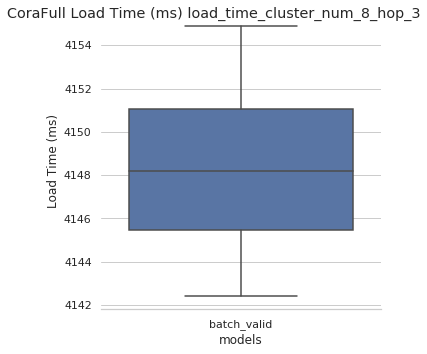 CoraFull Load Time (ms) load_time_cluster_num_8_hop_3
4154
4152
4150
4148
4146
4144
4142
Load Time (ms)
batch_valid
models